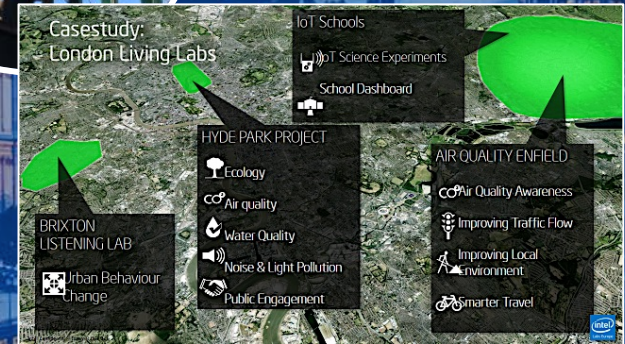 Casestudy:
London Living Labs
IoT Schools
IoT Science Experiments
School Dashboard
HYDE PARK PROJECT
Ecology
Air quality
Water Quality
Noise & Light Pollution
Public Engagement
AIR QUALITY ENFIELD
Air Quality Awareness
Improving Traffic Flow
Improving Local
Environment
Smarter Travel
BRIXTON
LISTENING LAB
Urban Behaviour
Change
intel
Labs Europe